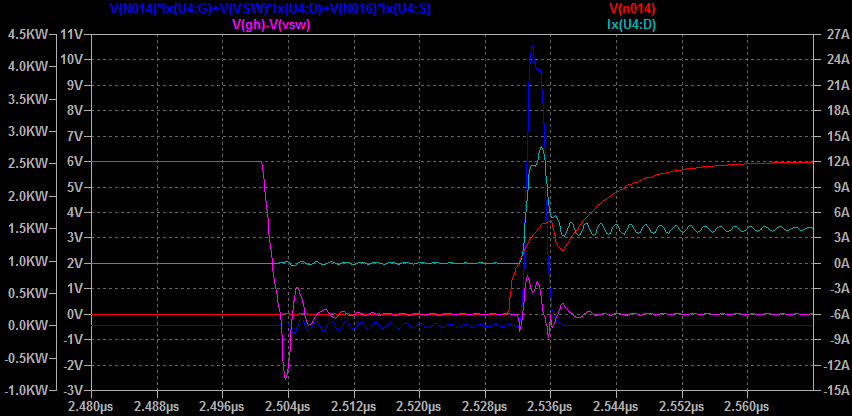 V(N014)*Ix(U4:G)+V(VSW)*Ix(U4:D)+V(N016)*Ix(U4:S)
V(n014)
V(gh)-V(vsw)
Ix(U4:D)
4.5KW 11V 27A
4.0KW 10V 24A
3.5KW 9V 21A
3.0KW 8V 18A
7V 15A
2.5KW 6V 12A
2.0KW 5V 9A
1.5KW 4V 6A
3V 3A
1.0KW 2V 0A
0.5KW 1V -3A
0.0KW 0V -6A
-0.5KW -1V -9A
-2V -12A
-1.0KW -3V -15A
2.480µs 2.488µs 2.496µs 2.504µs 2.512µs 2.520µs 2.528µs 2.536µs 2.544µs 2.552µs 2.560µs